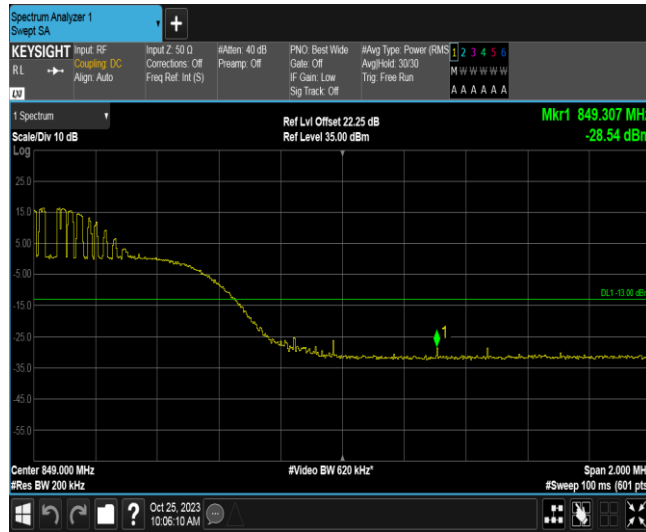 Spectrum Analyzer 1
Swept SA
KEYSIGHT
RL
LXI
Input: RF
Coupling: DC
Align: Auto
Input Z: 50 Ω
Corrections: Off
Freq Ref: Int (S)
#Atten: 40 dB
Preamp: Off
PNO: Best Wide
Gate: Off
IF Gain: Low
Sig Track: Off
#Avg Type: Power (RMS
Avg|Hold: 30/30
Trig: Free Run
1 2 3 4 5 6
M W W W W W
A A A A A A
1 Spectrum
Scale/Div 10 dB
Log
Ref Lvl Offset 22.25 dB
Ref Level 35.00 dBm
Mkr1 849.307 MHz
-28.54 dBm
25.0
15.0
5.00
-5.00
-15.0
-25.0
-35.0
-45.0
-55.0
DL1 -13.00 dBm
1
Center 849.000 MHz
#Res BW 200 kHz
#Video BW 620 kHz*
Span 2.000 MHz
#Sweep 100 ms (601 pts
?
Oct 25, 2023
10:06:10 AM